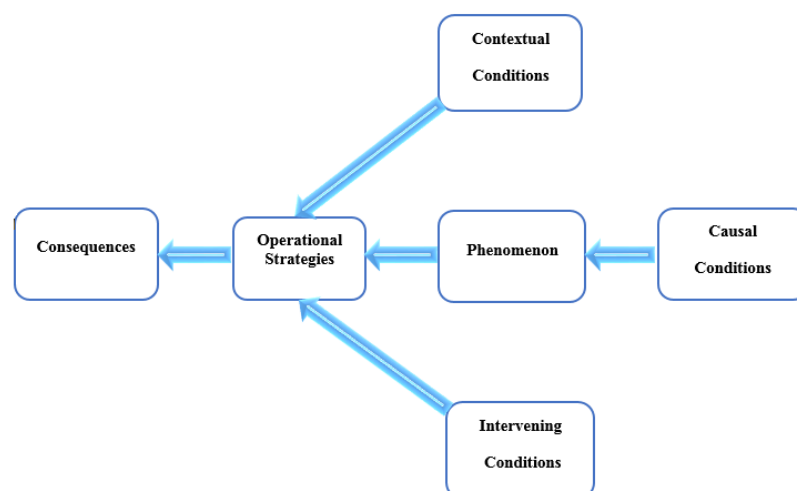 Contextual
Conditions
Consequences
Operational
Strategies
Phenomenon
Causal
Conditions
Intervening
Conditions